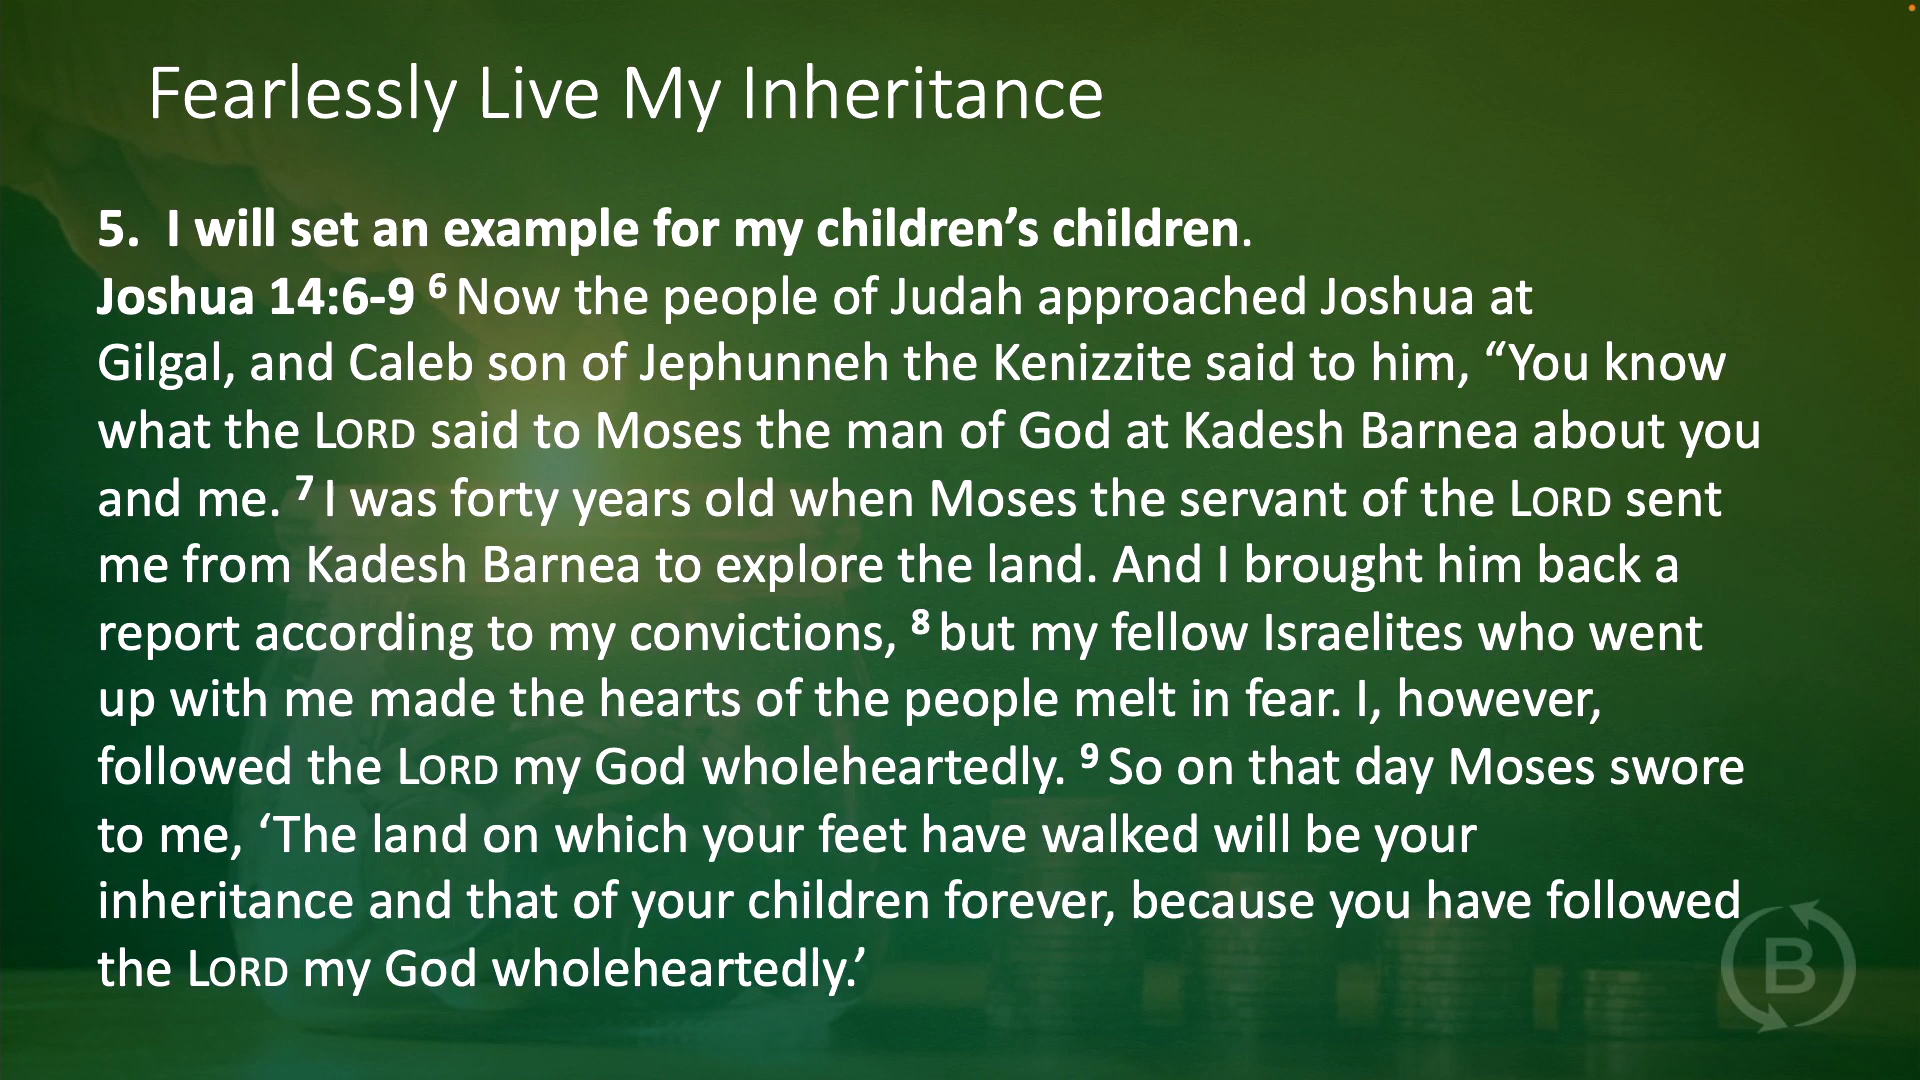 Fearlessly Live My Inheritance
5. I will set an example for my children’s children.
Joshua 14:6-9 ⁶ Now the people of Judah approached Joshua at
Gilgal, and Caleb son of Jephunneh the Kenizzite said to him, “You know
what the LORD said to Moses the man of God at Kadesh Barnea about you
and me. ⁷ I was forty years old when Moses the servant of the LORD sent
me from Kadesh Barnea to explore the land. And I brought him back a
report according to my convictions, ⁸ but my fellow Israelites who went
up with me made the hearts of the people melt in fear. I, however,
followed the LORD my God wholeheartedly. ⁹ So on that day Moses swore
to me, ‘The land on which your feet have walked will be your
inheritance and that of your children forever, because you have followed
the LORD my God wholeheartedly.’
B